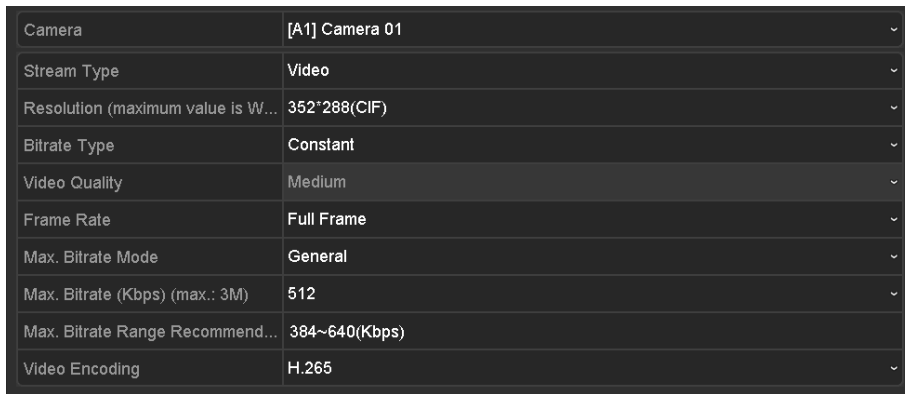 Camera [A1] Camera 01
Stream Type Video
Resolution (maximum value is W... 352*288(CIF)
Bitrate Type Constant
Video Quality Medium
Frame Rate Full Frame
Max. Bitrate Mode General
Max. Bitrate (Kbps) (max.: 3M) 512
Max. Bitrate Range Recommend... 384~640(Kbps)
Video Encoding H.265